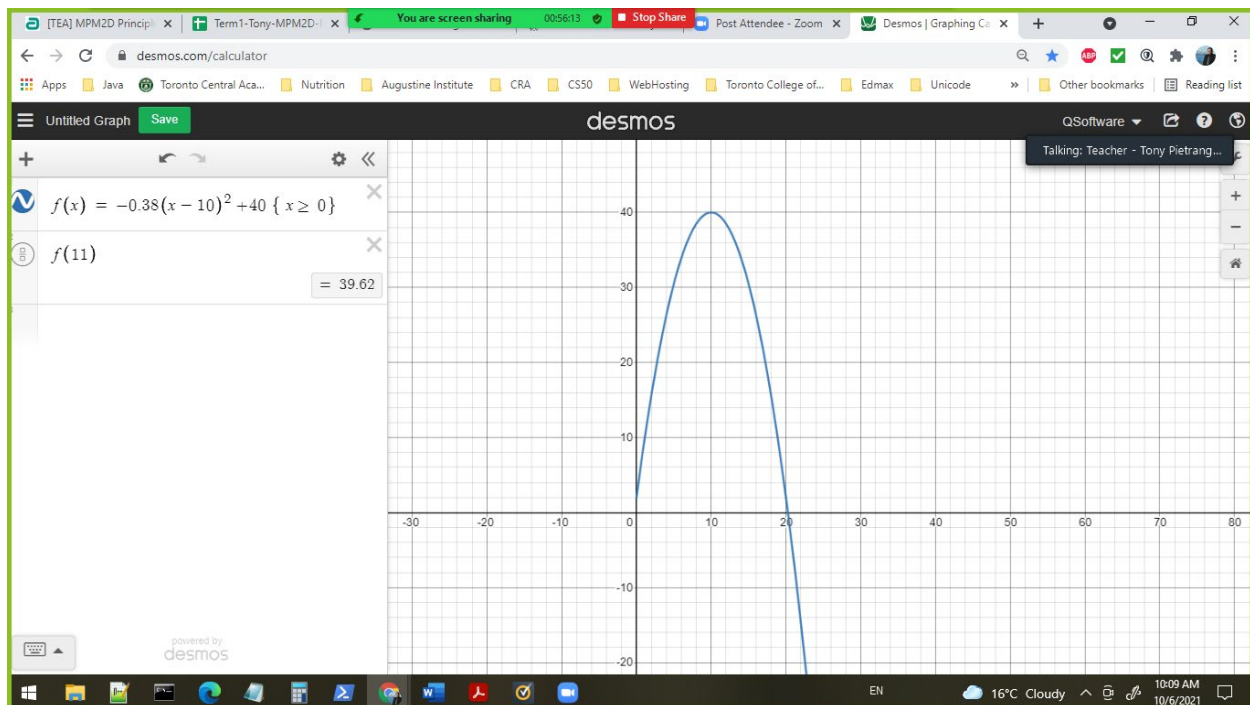 [TEA] MPM2D Principl
Term1-Tony-MPM2D-
You are screen sharing 00:56:13 Stop Share
Post Attendee - Zoom
Desmos | Graphing Ca
desmos.com/calculator
ABP
Apps Java Toronto Central Aca... Nutrition Augustine Institute CRA CS50 WebHosting Toronto College of... Edmax Unicode » Other bookmarks Reading list
Untitled Graph Save desmos QSoftware
Talking: Teacher - Tony Pietrang...
f(x) = −0.38(x − 10)² +40 { x ≥ 0}
f(11)
= 39.62
40
30
20
10
-30 -20 -10 0 10 20 30 40 50 60 70 80
-10
-20
powered by
desmos
EN 16°C Cloudy 10:09 AM
10/6/2021